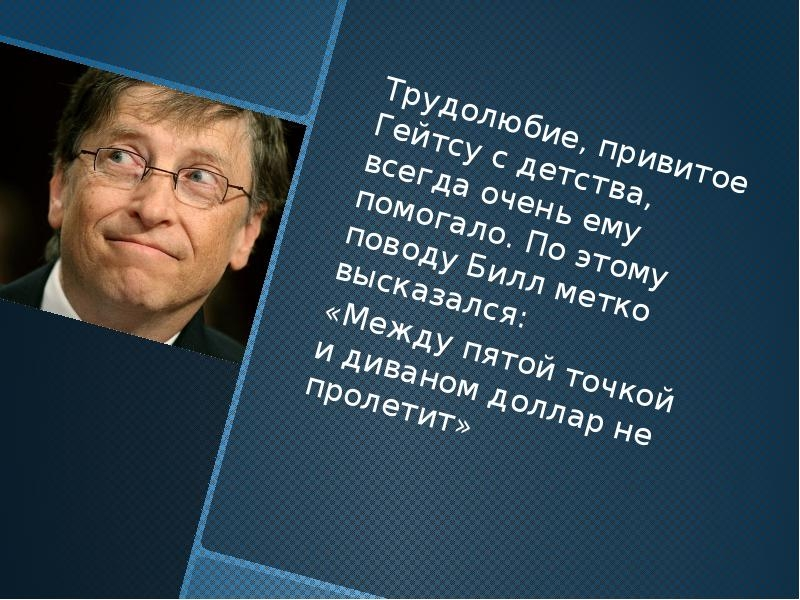 Трудолюбие, привитое
Гейтсу с детства,
всегда очень ему
помогало. По этому
поводу Билл метко
высказался:
«Между пятой точкой
и диваном доллар не
пролетит»